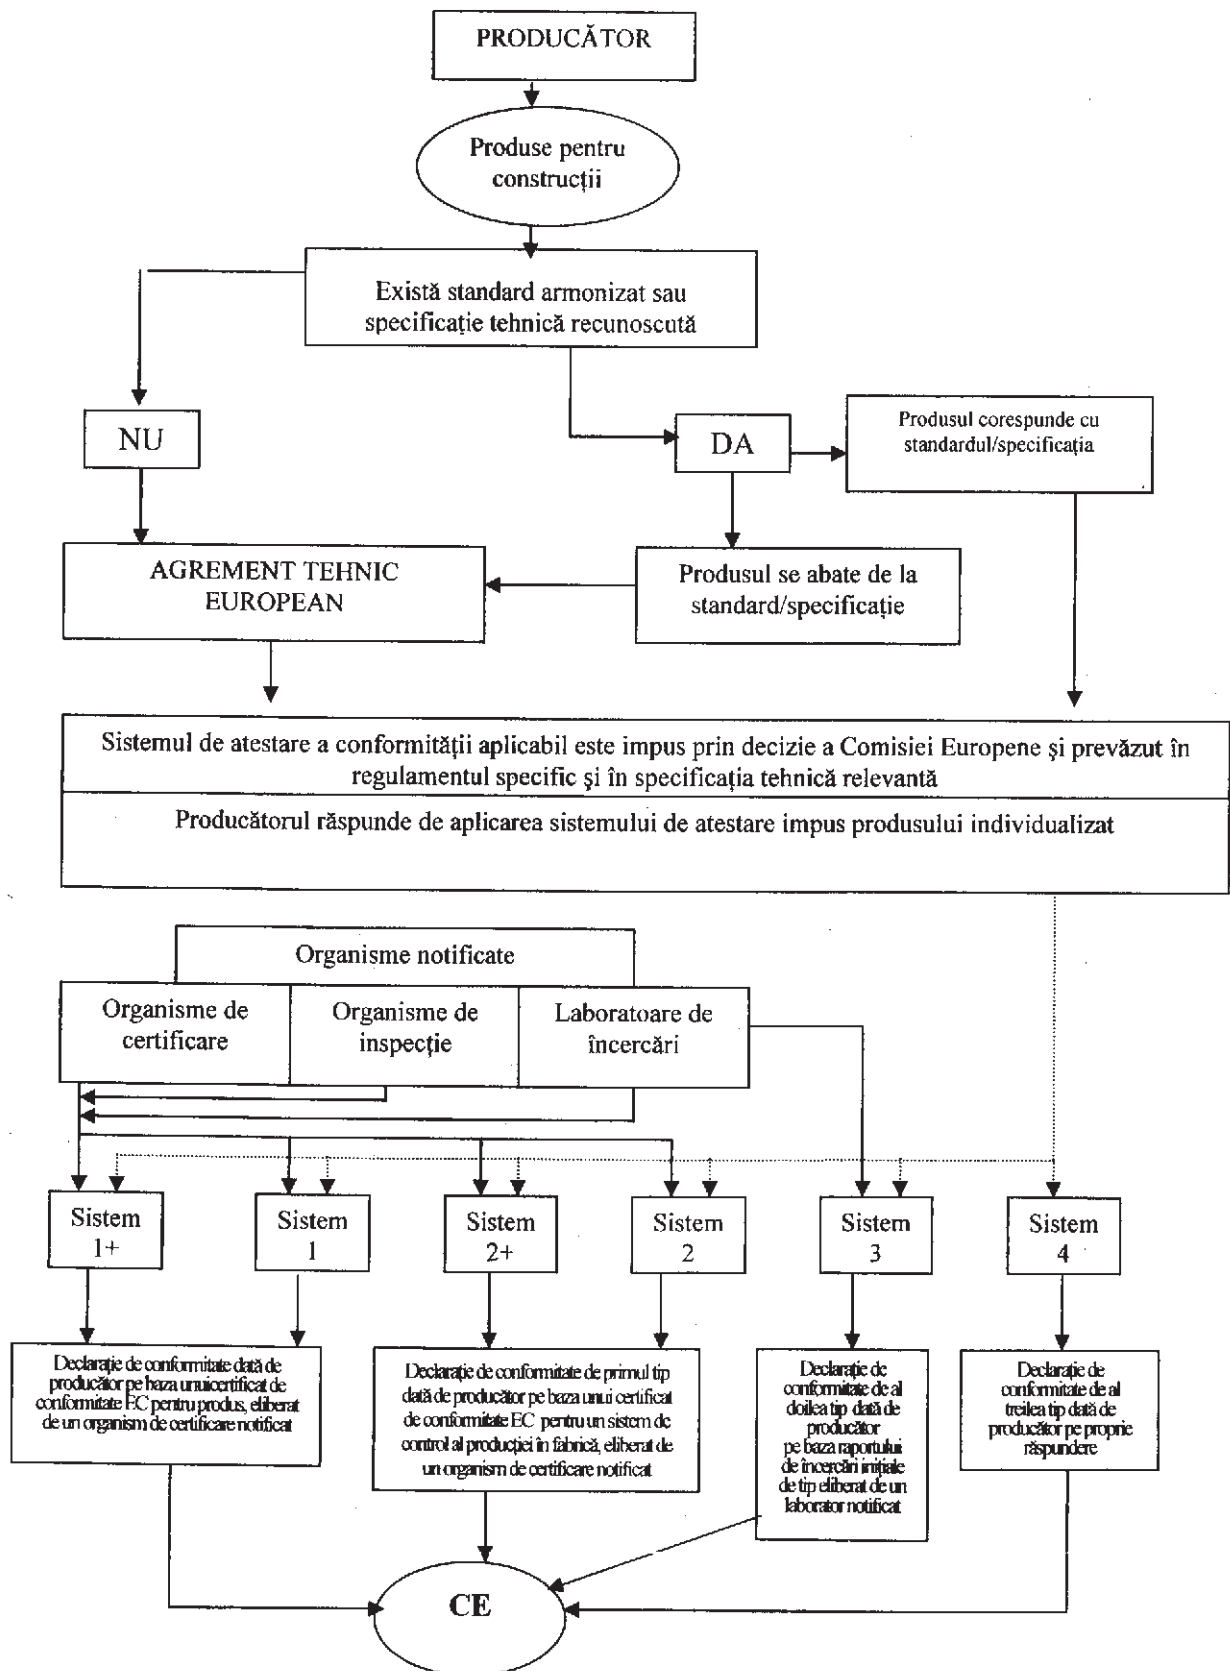 PRODUCĂTOR
Produse pentru
construcții
Există standard armonizat sau
specificație tehnică recunoscută
NU
DA
Produsul corespunde cu
standardul/specificația
AGREMENT TEHNIC
EUROPEAN
Produsul se abate de la
standard/specificație
Sistemul de atestare a conformității aplicabil este impus prin decizie a Comisiei Europene și prevăzut în
regulamentul specific și în specificația tehnică relevantă
Producătorul răspunde de aplicarea sistemului de atestare impus produsului individualizat
Organisme notificate
Organisme de
certificare
Organisme de
inspecție
Laboratoare de
încercări
Sistem
1+
Sistem
1
Sistem
2+
Sistem
2
Sistem
3
Sistem
4
Declarație de conformitate dată de
producător pe baza unuicertificat de
conformitate EC pentru produs, eliberat
de un organism de certificare notificat
Declarație de conformitate de primul tip
dată de producător pe baza unui certificat
de conformitate EC pentru un sistem de
control al producției în fabrică, eliberat de
un organism de certificare notificat
Declarație de
conformitate de al
doilea tip dată de
producător
pe baza raportului
de încercări inițiale
de tip eliberat de un
laborator notificat
Declarație de
conformitate de al
treilea tip dată de
producător pe proprie
răspundere
CE